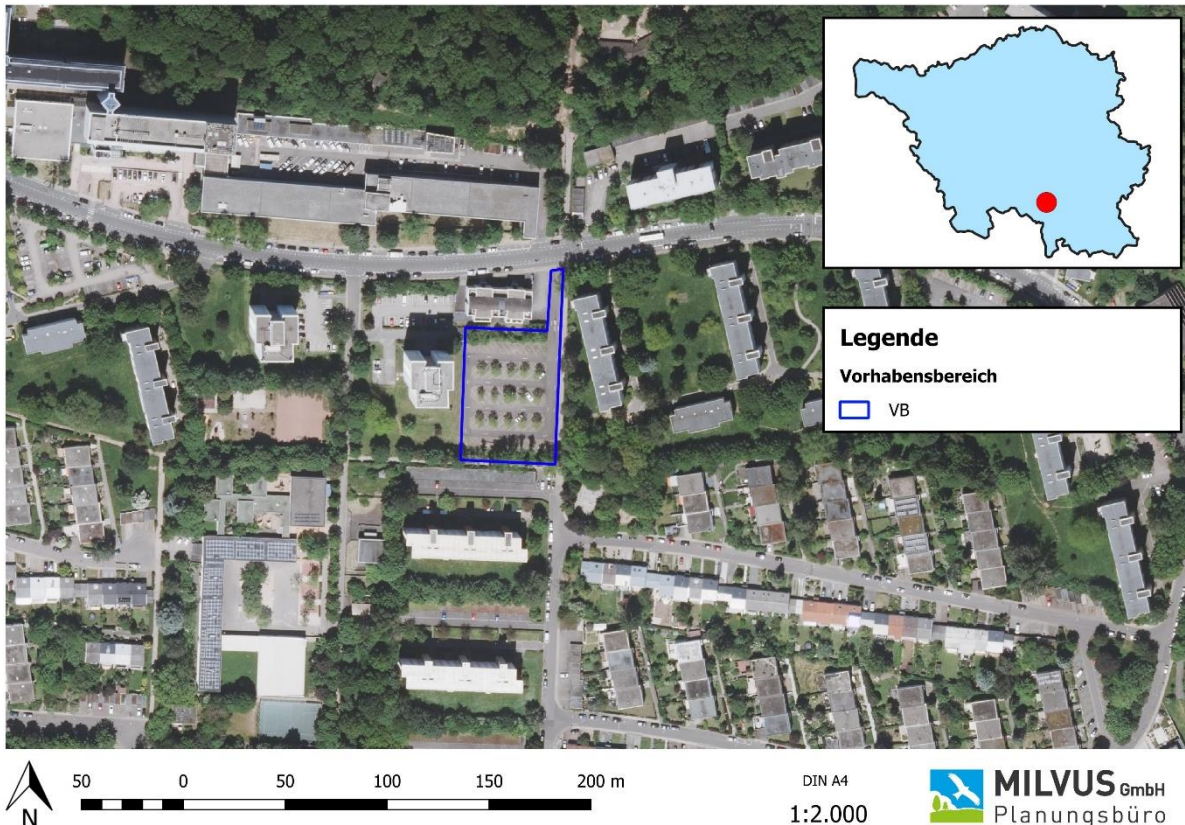 Legende
Vorhabensbereich
VB
N
50 0 50 100 150 200 m
DIN A4
1:2.000
MILVUS GmbH
Planungsbüro